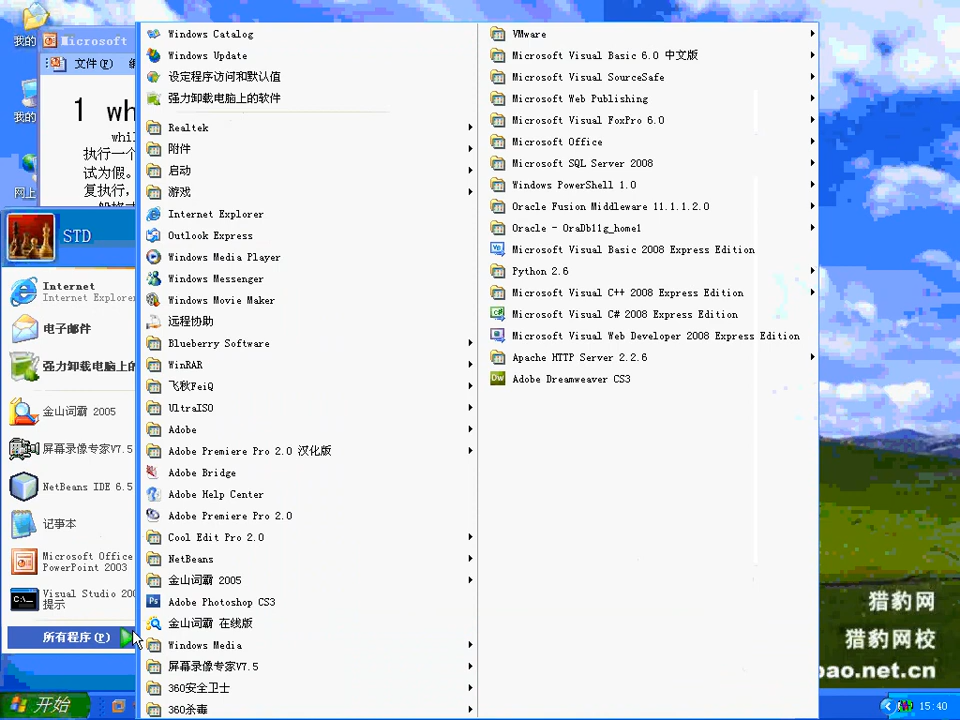 我的
Microsoft
文件(F)
我的
1 wh
whil
执行一个
试为假。
复执行,
网上
STD
Internet
Internet Explorer
电子邮件
强力卸载电脑上的
金山词霸 2005
屏幕录像专家V7.5
NetBeans IDE 6.5
记事本
Microsoft Office
PowerPoint 2003
Visual Studio 200
提示
所有程序(P)
开始
Windows Catalog
Windows Update
设定程序访问和默认值
强力卸载电脑上的软件
Realtek
附件
启动
游戏
Internet Explorer
Outlook Express
Windows Media Player
Windows Messenger
Windows Movie Maker
远程协助
Blueberry Software
WinRAR
飞秋FeiQ
UltraISO
Adobe
Adobe Premiere Pro 2.0 汉化版
Adobe Bridge
Adobe Help Center
Adobe Premiere Pro 2.0
Cool Edit Pro 2.0
NetBeans
金山词霸 2005
Adobe Photoshop CS3
金山词霸 在线版
Windows Media
屏幕录像专家V7.5
360安全卫士
360杀毒
VMware
Microsoft Visual Basic 6.0 中文版
Microsoft Visual SourceSafe
Microsoft Web Publishing
Microsoft Visual FoxPro 6.0
Microsoft Office
Microsoft SQL Server 2008
Windows PowerShell 1.0
Oracle Fusion Middleware 11.1.1.2.0
Oracle - OraDb11g_home1
Microsoft Visual Basic 2008 Express Edition
Python 2.6
Microsoft Visual C++ 2008 Express Edition
Microsoft Visual C# 2008 Express Edition
Microsoft Visual Web Developer 2008 Express Edition
Apache HTTP Server 2.2.6
Adobe Dreamweaver CS3
猎豹网
猎豹网校
bao.net.cn
15:40